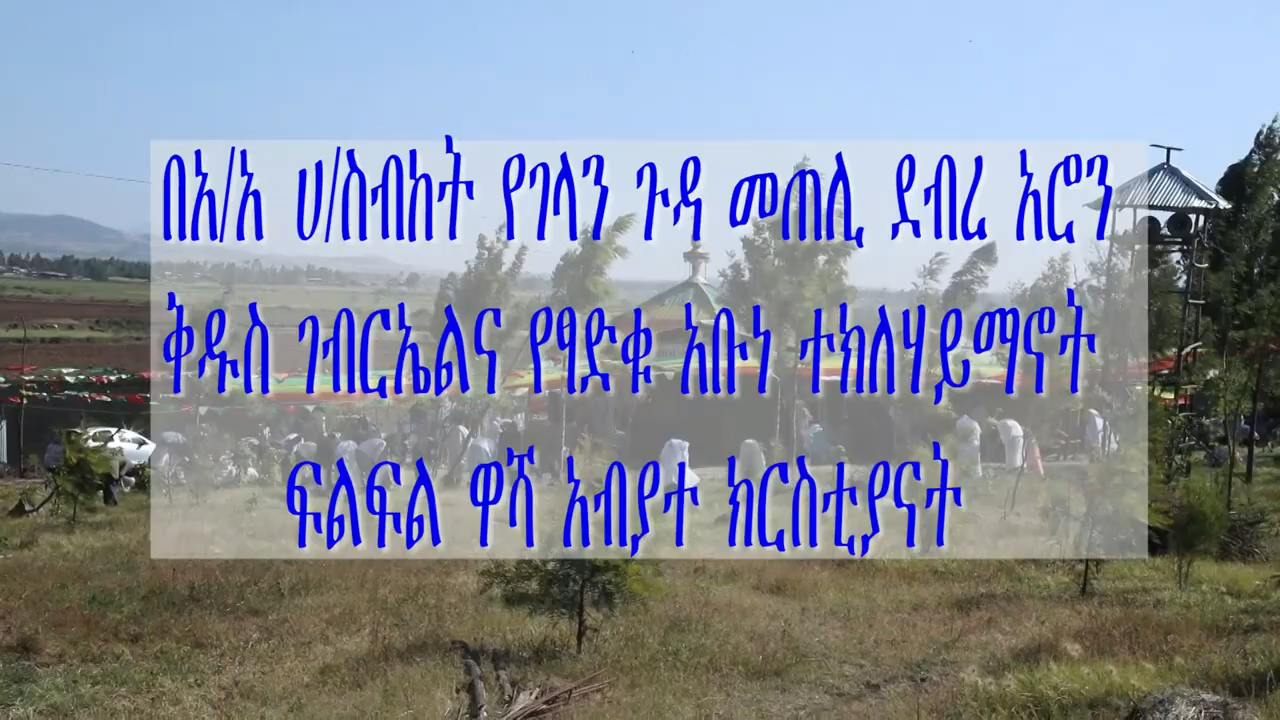 በአ/አ ሀ/ስብከት የገላን ጉዳ መጠሊ ደብረ አሮን
ቅዱስ ገብርኤልና የፃድቁ አቡነ ተክለሃይማኖት
ፍልፍል ዋሻ አብያተ ክርስቲያናት